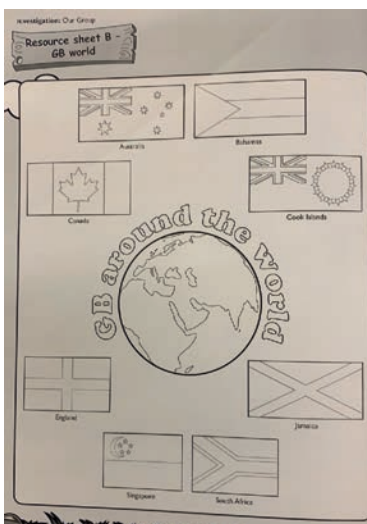 Investigation: Our Group
Resource sheet B -
GB world
Australia
Bahamas
Canada
Cook Islands
GB around the world
England
Jamaica
Singapore
South Africa